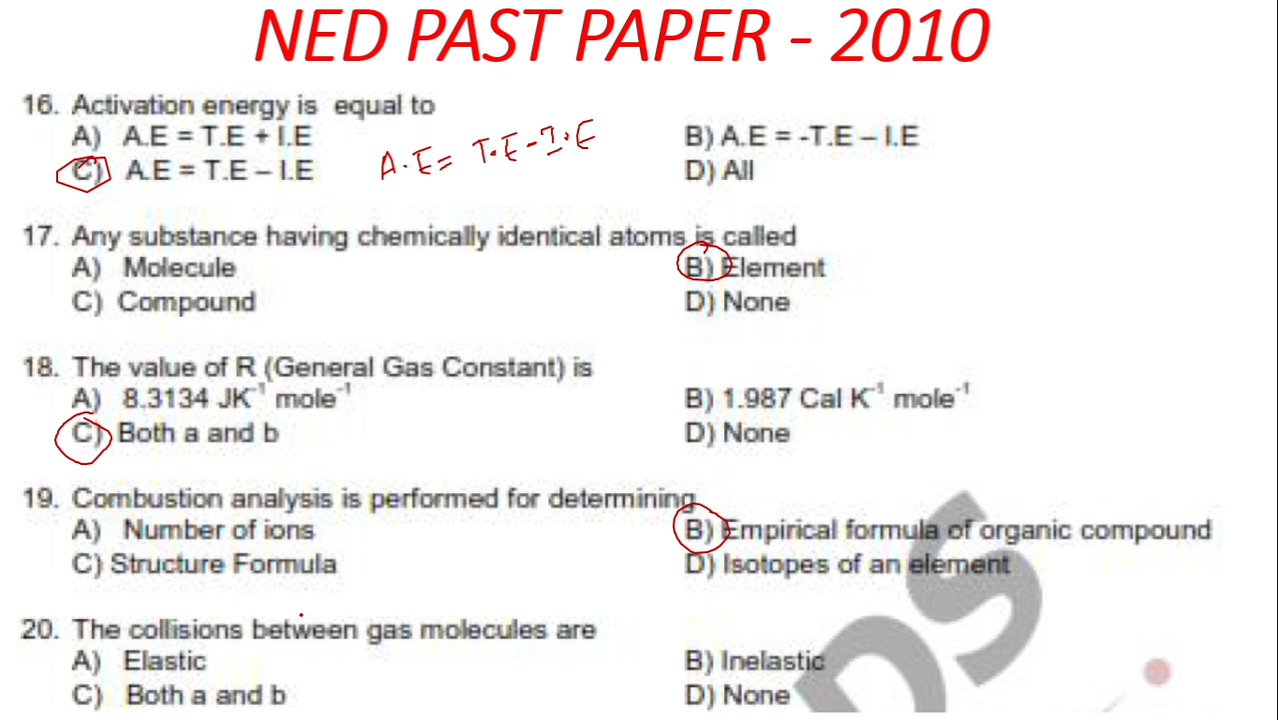 NED PAST PAPER - 2010
16. Activation energy is equal to
A) A.E = T.E + I.E
B) A.E = -T.E – I.E
C) A.E = T.E – I.E
A.E = T.E - I.E
D) All
17. Any substance having chemically identical atoms is called
A) Molecule
B) Element
C) Compound
D) None
18. The value of R (General Gas Constant) is
A) 8.3134 JK⁻¹ mole⁻¹
B) 1.987 Cal K⁻¹ mole⁻¹
C) Both a and b
D) None
19. Combustion analysis is performed for determining
A) Number of ions
B) Empirical formula of organic compound
C) Structure Formula
D) Isotopes of an element
20. The collisions between gas molecules are
A) Elastic
B) Inelastic
C) Both a and b
D) None
DS